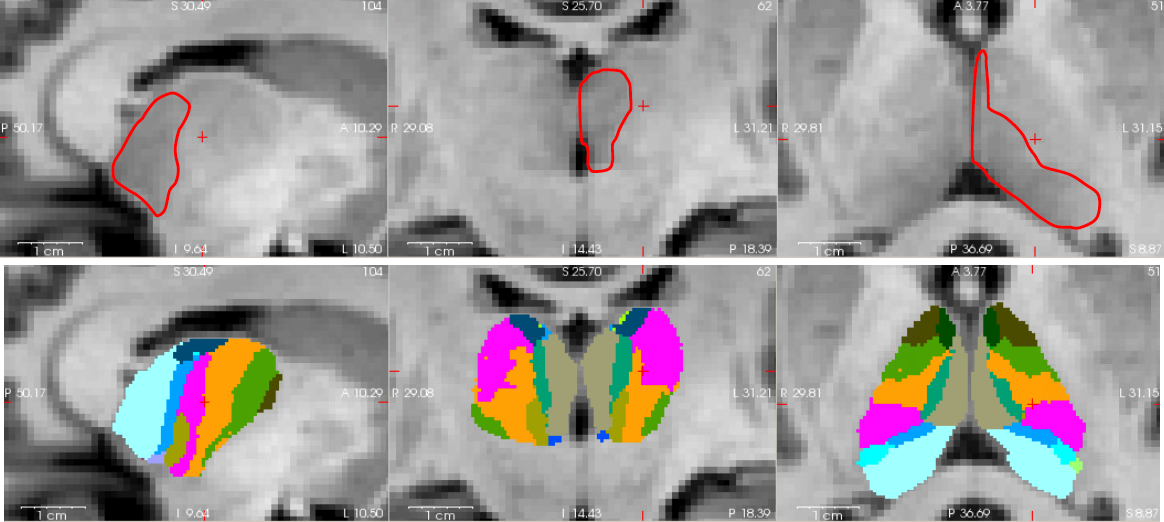 S 30.49 104 S 25.70 62 A 3.77 51
P 50.17 A 10.29 R 29.08 L 31.21 R 29.81 L 31.15
1 cm I 9.64 L 10.50 1 cm I 14.43 P 18.39 1 cm P 36.69 S 8.87
S 30.49 104 S 25.70 62 A 3.77 51
P 50.17 A 10.29 R 29.08 L 31.21 R 29.81 L 31.15
1 cm I 9.64 L 10.50 1 cm I 14.43 P 18.39 1 cm P 36.69 S 8.87